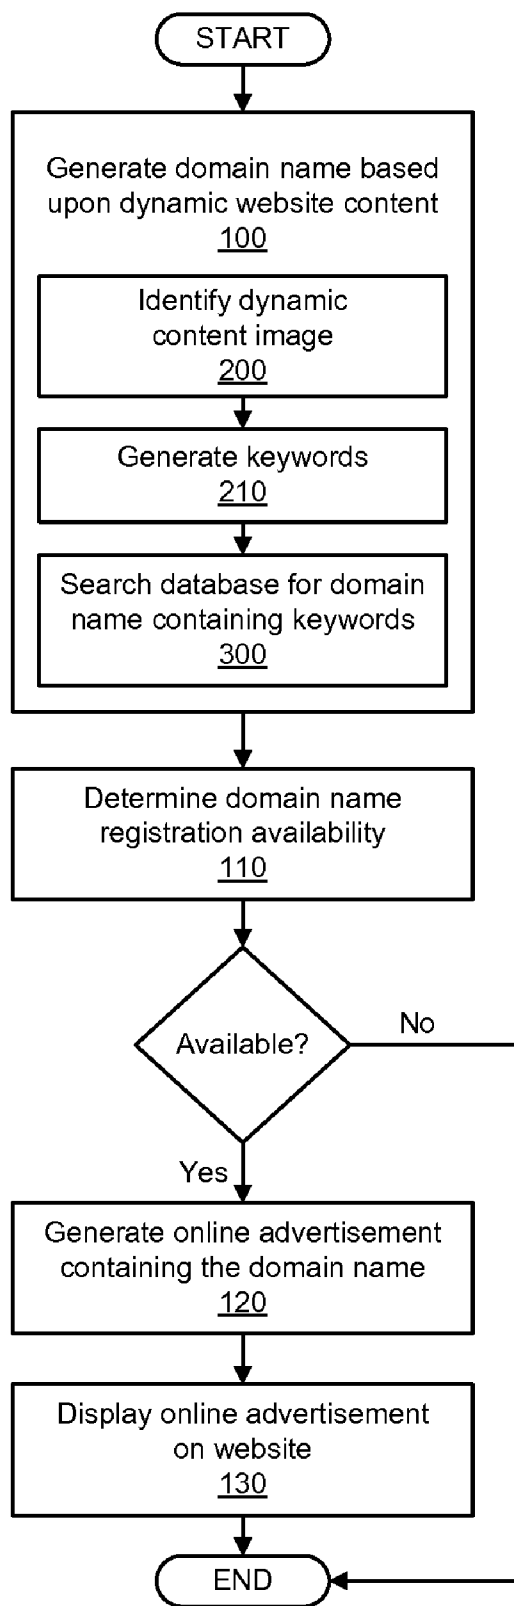 START
Generate domain name based
upon dynamic website content
100
Identify dynamic
content image
200
Generate keywords
210
Search database for domain
name containing keywords
300
Determine domain name
registration availability
110
Available?
No
Yes
Generate online advertisement
containing the domain name
120
Display online advertisement
on website
130
END